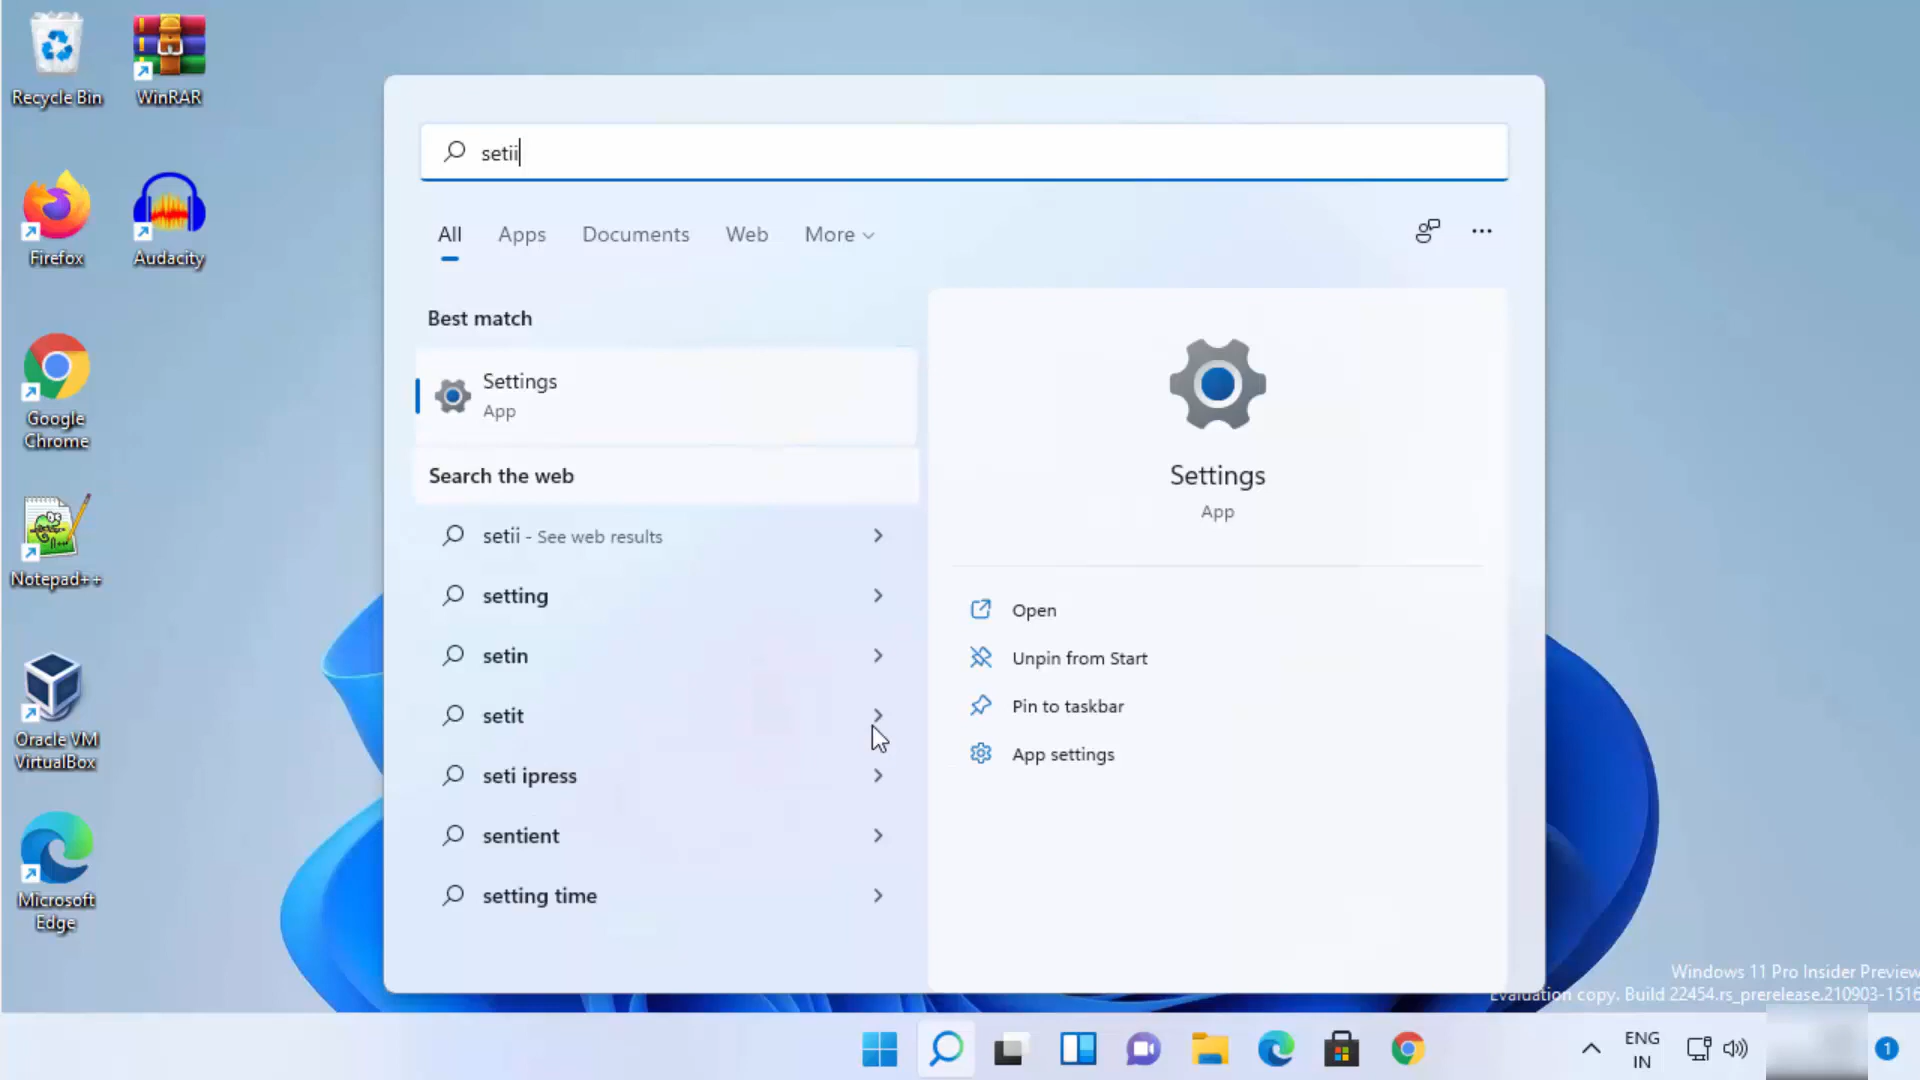 Recycle Bin
WinRAR
Firefox
Audacity
Google
Chrome
Notepad++
Oracle VM
VirtualBox
Microsoft
Edge
setii
All
Apps
Documents
Web
More
Best match
Settings
App
Search the web
setii - See web results
setting
setin
setit
seti ipress
sentient
setting time
Settings
App
Open
Unpin from Start
Pin to taskbar
App settings
Windows 11 Pro Insider Preview
Evaluation copy. Build 22454.rs_prerelease.210903-1516
ENG
IN
1